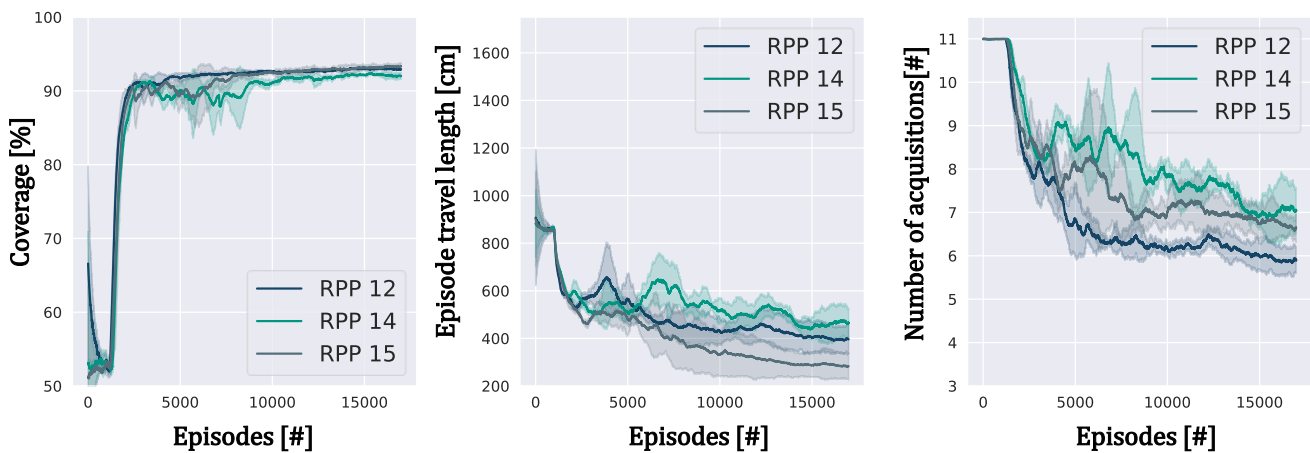 Coverage [%]
100
90
80
70
60
50
RPP 12
RPP 14
RPP 15
0 5000 10000 15000
Episodes [#]
Episode travel length [cm]
1600
1400
1200
1000
800
600
400
200
RPP 12
RPP 14
RPP 15
0 5000 10000 15000
Episodes [#]
Number of acquisitions[#]
11
10
9
8
7
6
5
4
3
RPP 12
RPP 14
RPP 15
0 5000 10000 15000
Episodes [#]